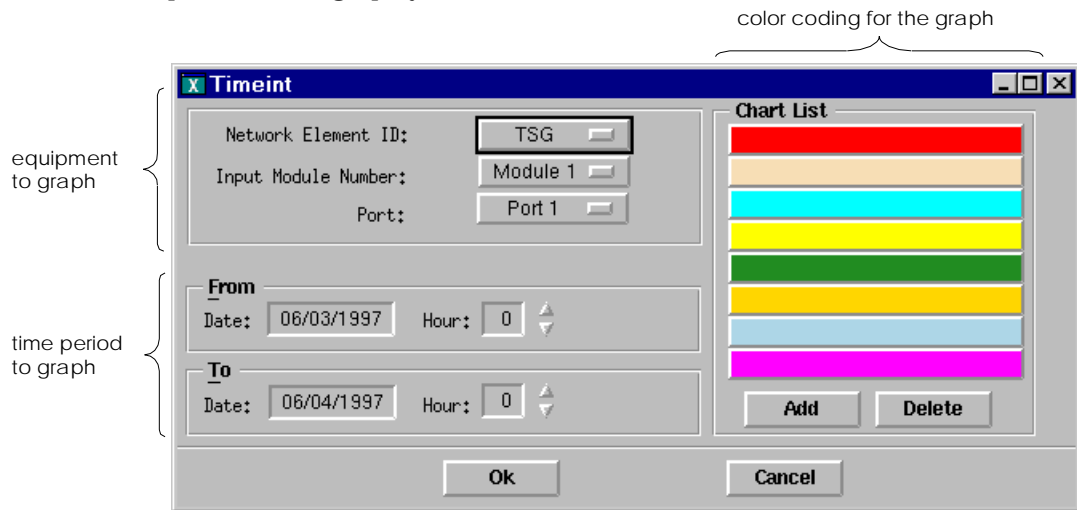 color coding for the graph
X Timeint
equipment
to graph
Network Element ID: TSG
Input Module Number: Module 1
Port: Port 1
Chart List
time period
to graph
From
Date: 06/03/1997 Hour: 0
To
Date: 06/04/1997 Hour: 0
Add Delete
Ok Cancel